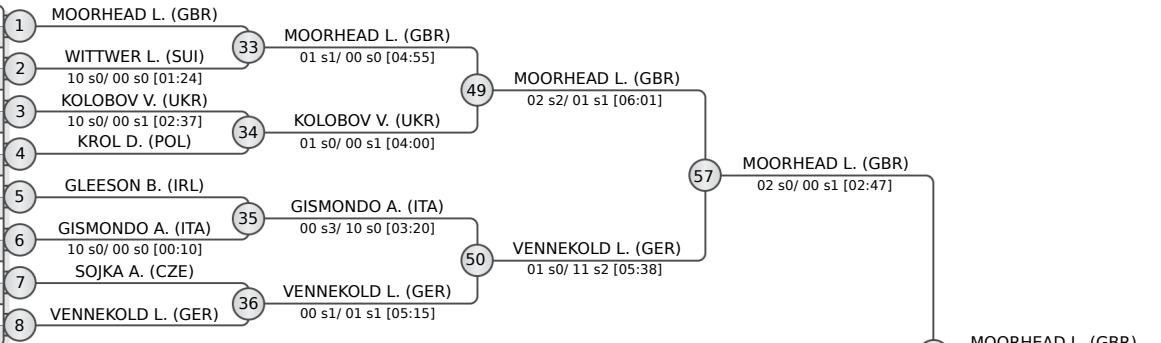 1
MOORHEAD L. (GBR)
2
WITTWER L. (SUI)
10 s0/ 00 s0 [01:24]
3
KOLOBOV V. (UKR)
10 s0/ 00 s1 [02:37]
4
KROL D. (POL)
5
GLEESON B. (IRL)
6
GISMONDO A. (ITA)
10 s0/ 00 s0 [00:10]
7
SOJKA A. (CZE)
8
VENNEKOLD L. (GER)
33
MOORHEAD L. (GBR)
01 s1/ 00 s0 [04:55]
34
KOLOBOV V. (UKR)
01 s0/ 00 s1 [04:00]
35
GISMONDO A. (ITA)
00 s3/ 10 s0 [03:20]
36
VENNEKOLD L. (GER)
00 s1/ 01 s1 [05:15]
49
MOORHEAD L. (GBR)
02 s2/ 01 s1 [06:01]
50
VENNEKOLD L. (GER)
01 s0/ 11 s2 [05:38]
57
MOORHEAD L. (GBR)
02 s0/ 00 s1 [02:47]
MOORHEAD L. (GBR)